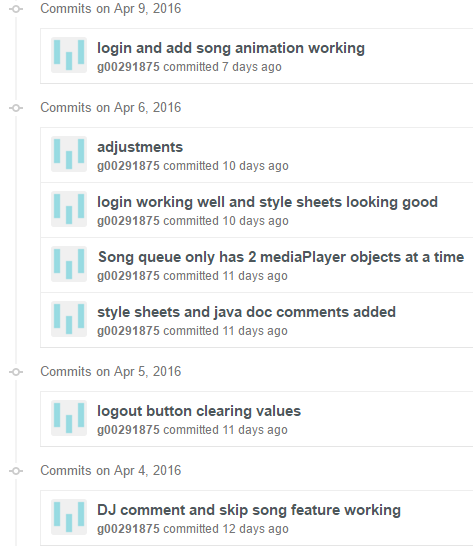 Commits on Apr 9, 2016
login and add song animation working
g00291875 committed 7 days ago
Commits on Apr 6, 2016
adjustments
g00291875 committed 10 days ago
login working well and style sheets looking good
g00291875 committed 10 days ago
Song queue only has 2 mediaPlayer objects at a time
g00291875 committed 11 days ago
style sheets and java doc comments added
g00291875 committed 11 days ago
Commits on Apr 5, 2016
logout button clearing values
g00291875 committed 11 days ago
Commits on Apr 4, 2016
DJ comment and skip song feature working
g00291875 committed 12 days ago